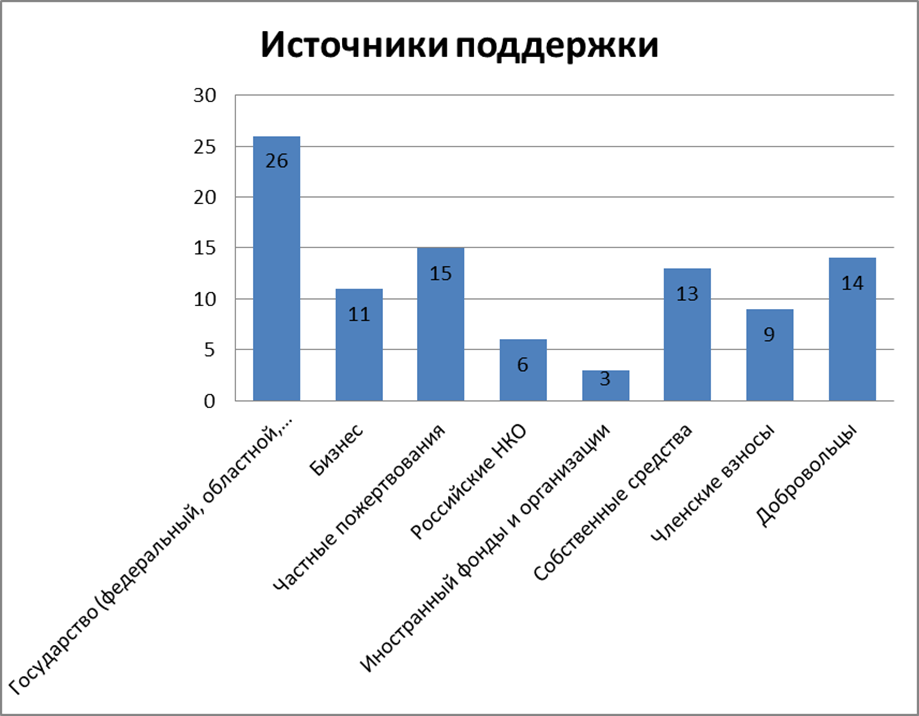 Источники поддержки
30
25
20
15
10
5
0
26
11
15
6
3
13
9
14
Государство (федеральный, областной,...
Бизнес
Частные пожертвования
Российские НКО
Иностранный фонды и организации
Собственные средства
Членские взносы
Добровольцы